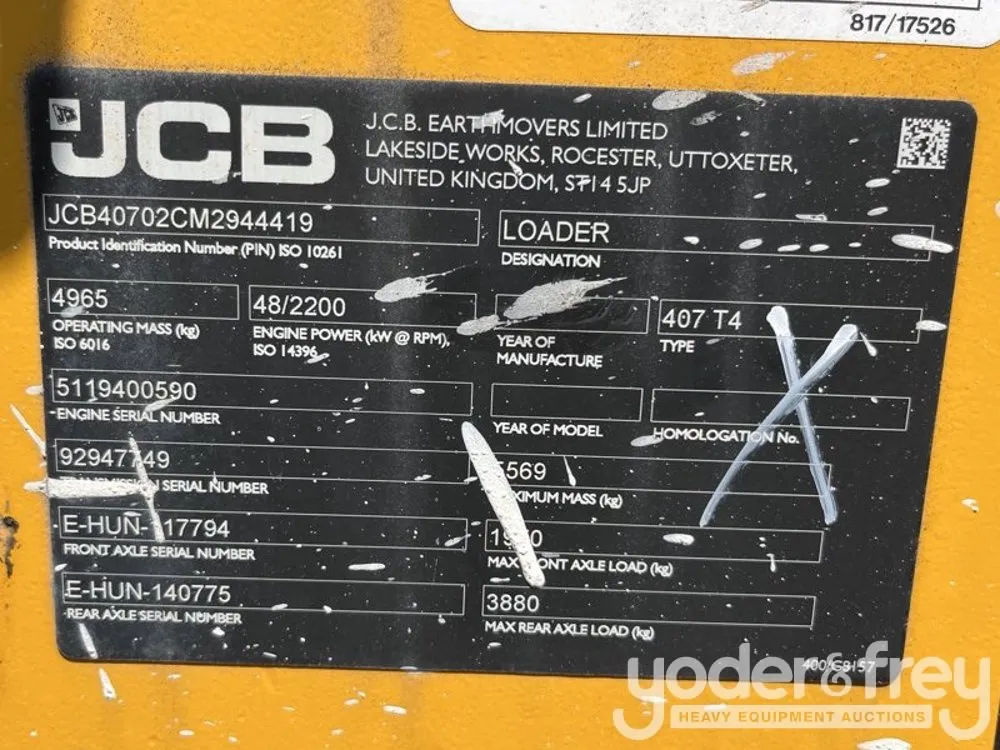 817/17526
JCB
J.C.B. EARTHMOVERS LIMITED
LAKESIDE WORKS, ROCESTER, UTTOXETER,
UNITED KINGDOM, ST14 5JP
JCB40702CM2944419
Product Identification Number (PIN) ISO 10261
LOADER
DESIGNATION
4965
OPERATING MASS (kg)
ISO 6016
48/2200
ENGINE POWER (kW @ RPM),
ISO 14396
YEAR OF
MANUFACTURE
407 T4
TYPE
5119400590
ENGINE SERIAL NUMBER
YEAR OF MODEL
HOMOLOGATION No.
92947749
TRANSMISSION SERIAL NUMBER
MAXIMUM MASS (kg)
FRONT AXLE SERIAL NUMBER
MAX FRONT AXLE LOAD (kg)
E-HUN-140775
REAR AXLE SERIAL NUMBER
3880
MAX REAR AXLE LOAD (kg)
X
yoder & frey
HEAVY EQUIPMENT AUCTIONS